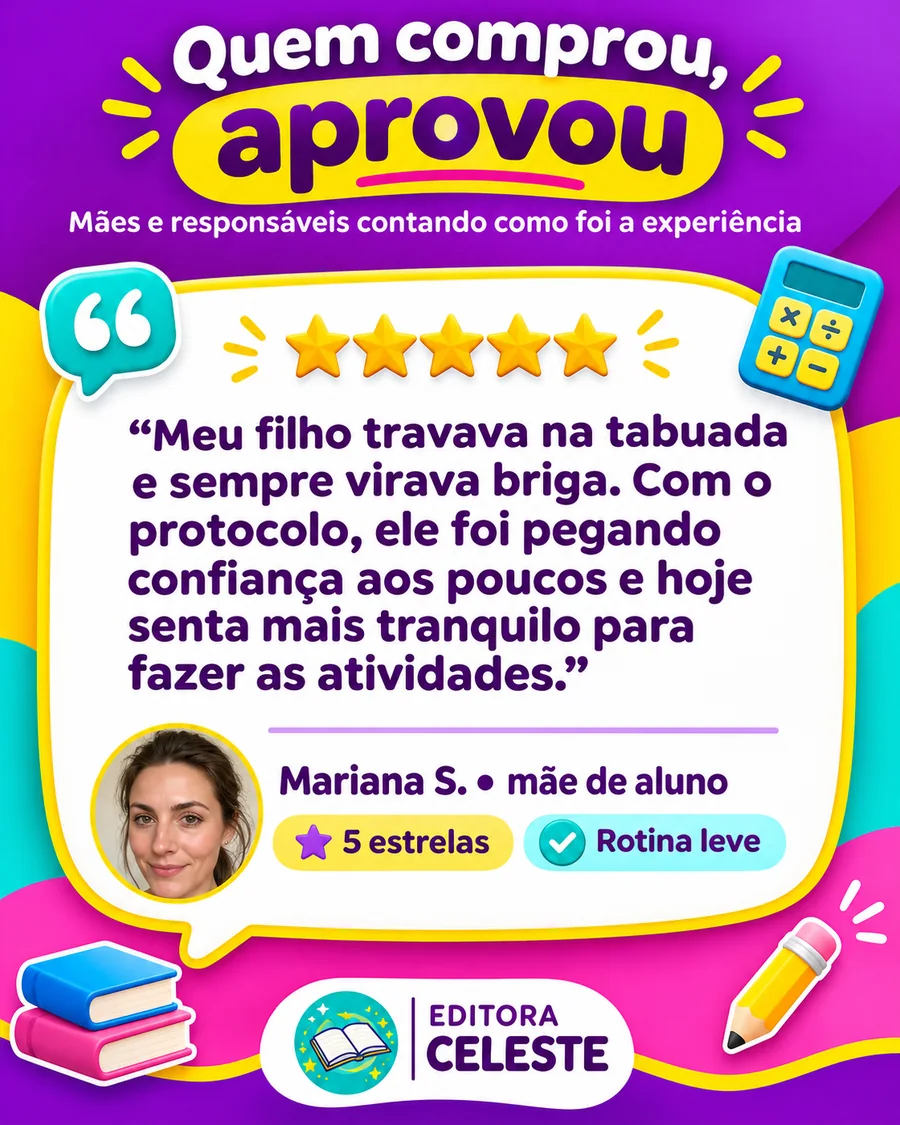 Quem comprou,
aprovou
Mães e responsáveis contando como foi a experiência
“Meu filho travava na tabuada
e sempre virava briga. Com o
protocolo, ele foi pegando
confiança aos poucos e hoje
senta mais tranquilo para
fazer as atividades.”
Mariana S. • mãe de aluno
5 estrelas
Rotina leve
EDITORA
CELESTE